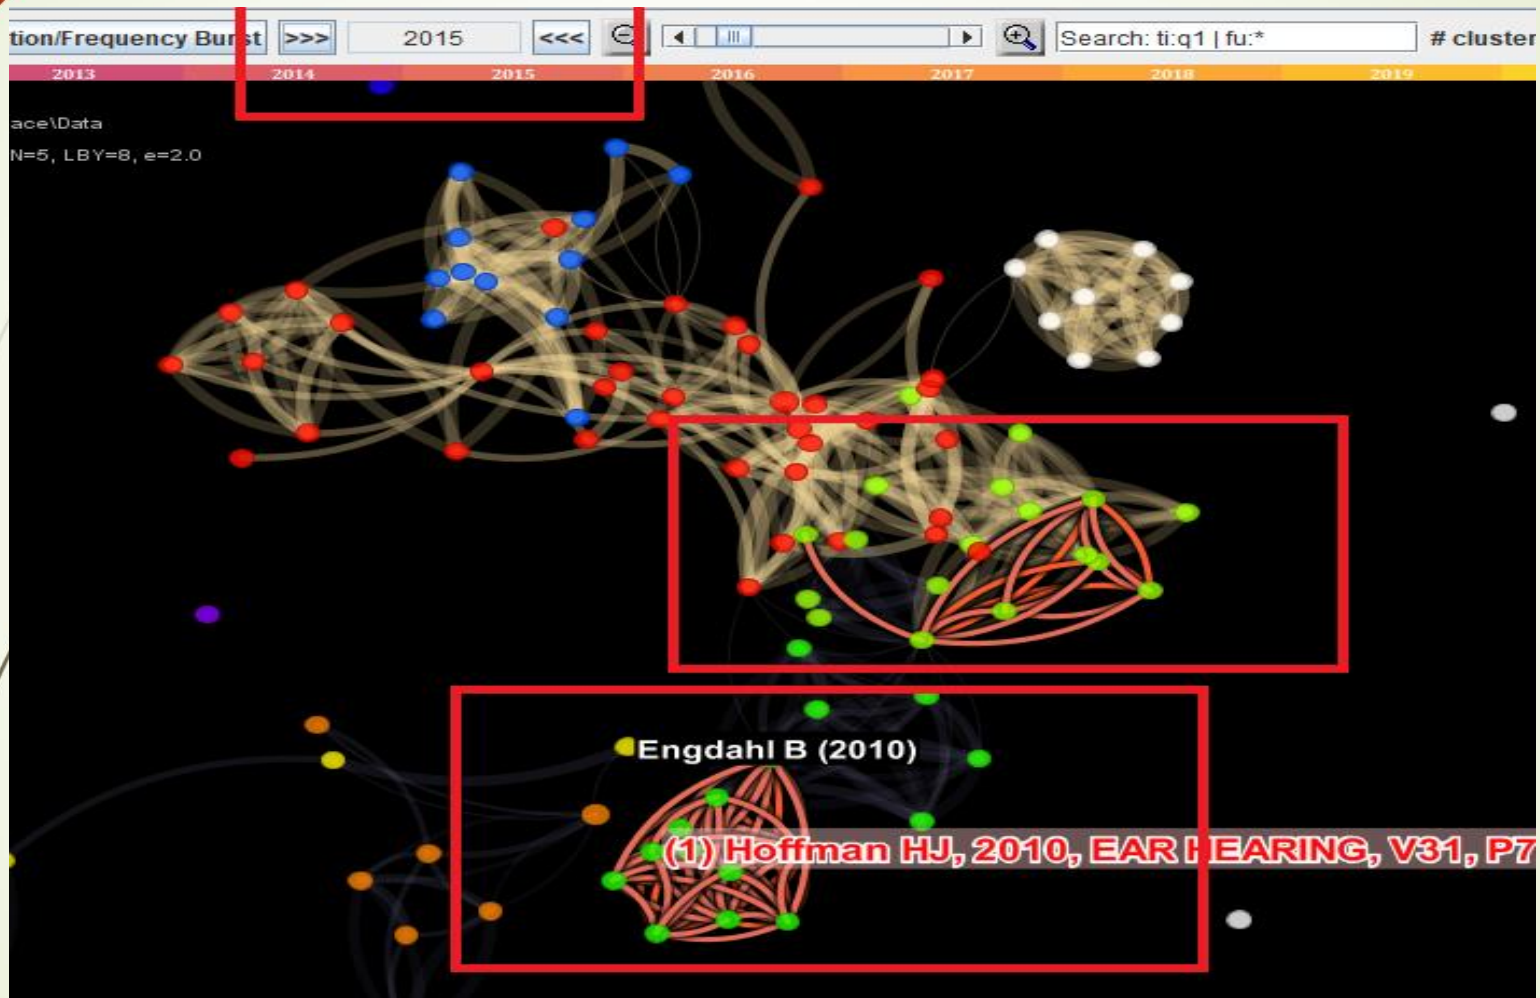 tion/Frequency Burst >>> 2015 <<< Search: ti:q1 | fu:* # cluster
2013 2014 2015 2016 2017 2018 2019
ace\Data
N=5, LBY=8, e=2.0
Engdahl B (2010)
(1) Hoffman HJ, 2010, EAR HEARING, V31, P7